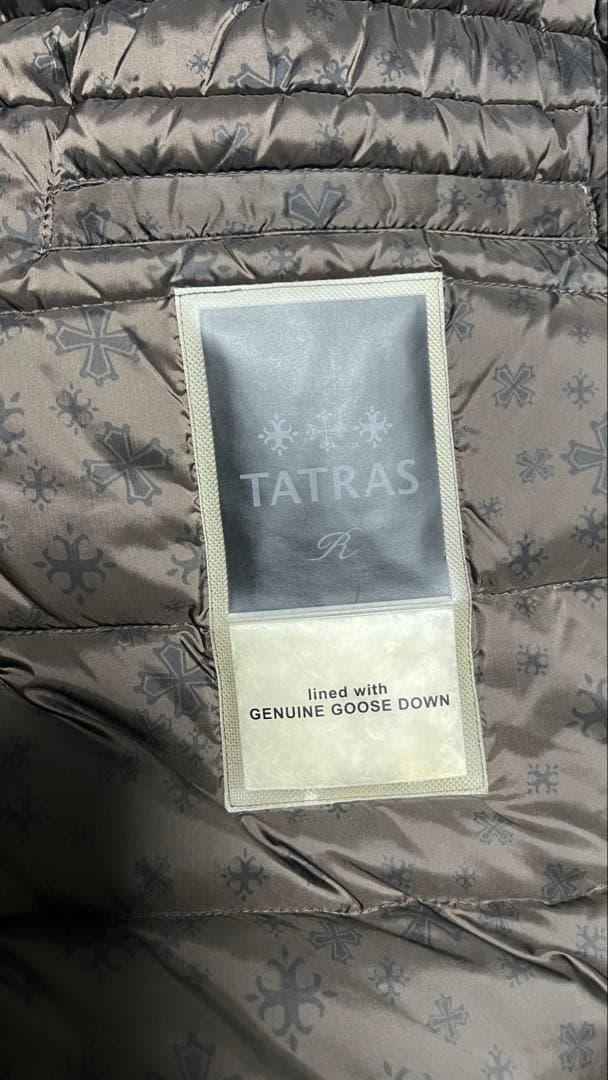 TATRAS
R
lined with
GENUINE GOOSE DOWN